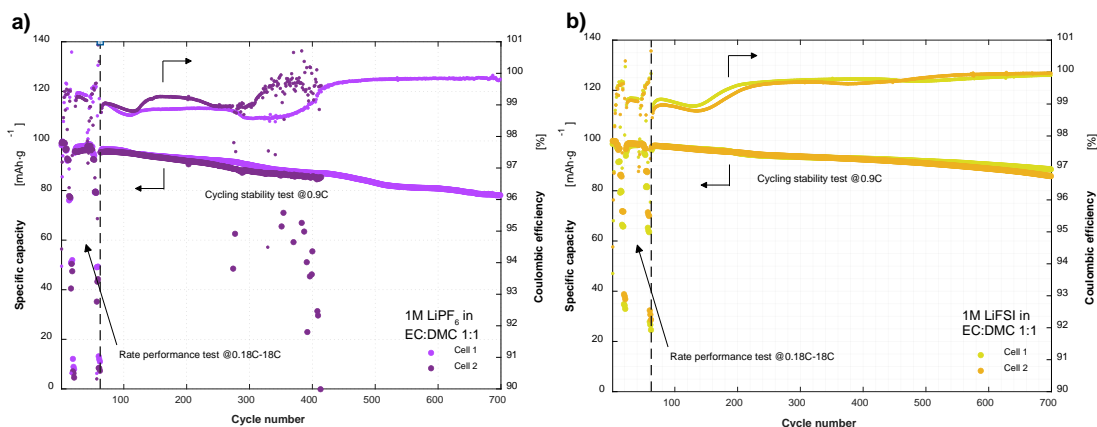 a)
140
120
100
80
60
40
20
0
[mAh·g⁻¹]
Specific capacity
101
100
99
98
97
96
95
94
93
92
91
90
[%]
Coulombic efficiency
Cycling stability test @0.9C
1M LiPF₆ in
EC:DMC 1:1
Cell 1
Cell 2
Rate performance test @0.18C-18C
100 200 300 400 500 600 700
Cycle number
b)
140
120
100
80
60
40
20
0
[mAh·g⁻¹]
Specific capacity
101
100
99
98
97
96
95
94
93
92
91
90
[%]
Coulombic efficiency
Cycling stability test @0.9C
1M LiFSI in
EC:DMC 1:1
Cell 1
Cell 2
Rate performance test @0.18C-18C
100 200 300 400 500 600 700
Cycle number